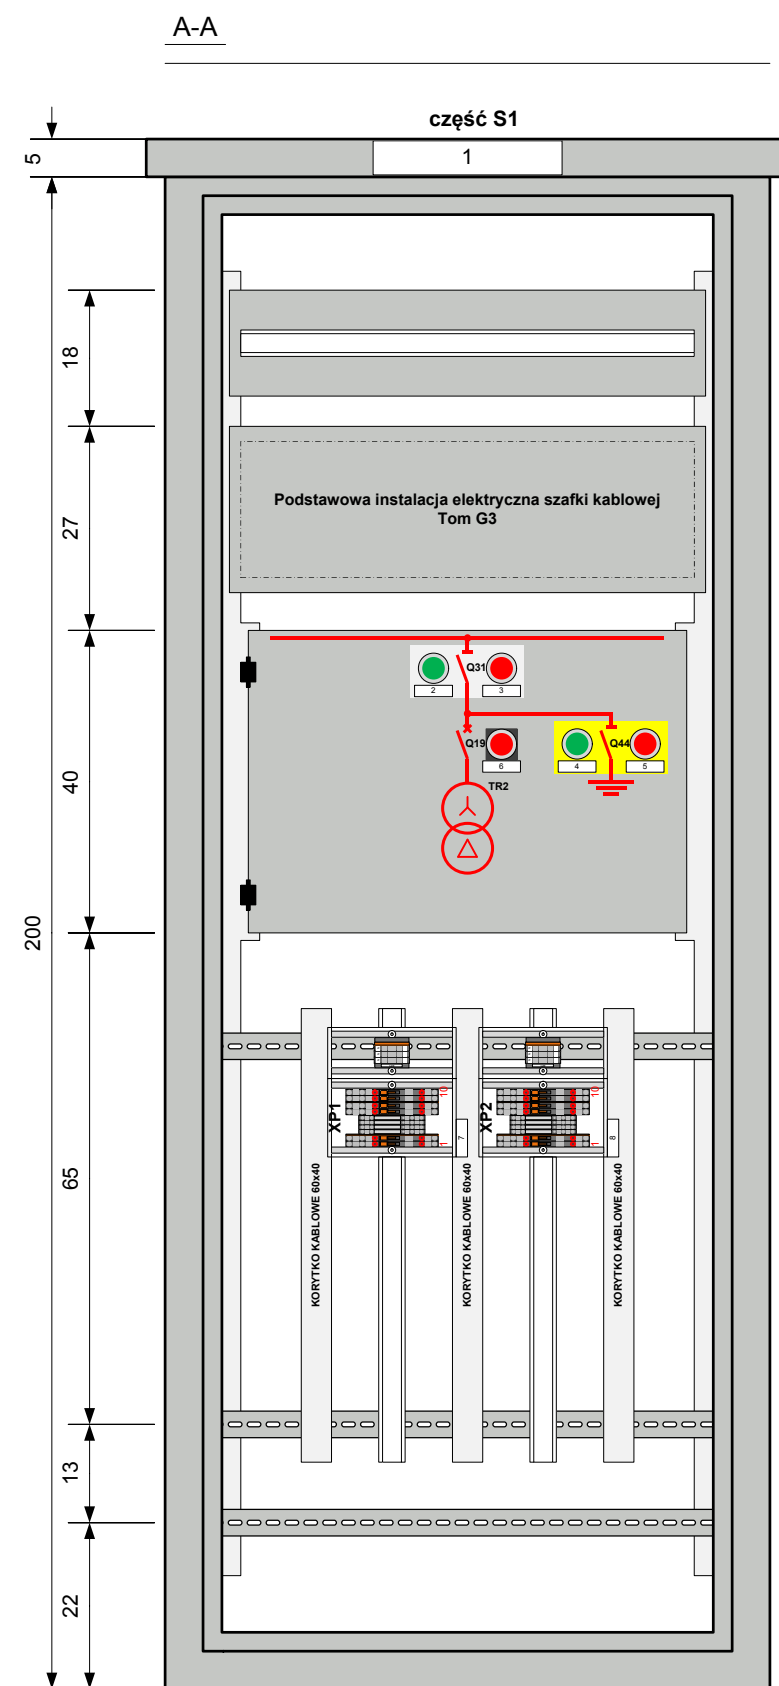 A-A
część S1
5
1
18
Podstawowa instalacja elektryczna szafki kablowej
Tom G3
27
Q31
2
3
Q19
Q44
6
4
5
TR2
40
200
XP1
10
1
7
XP2
10
1
8
65
KORYTKO KABLOWE 60x40
KORYTKO KABLOWE 60x40
KORYTKO KABLOWE 60x40
13
22